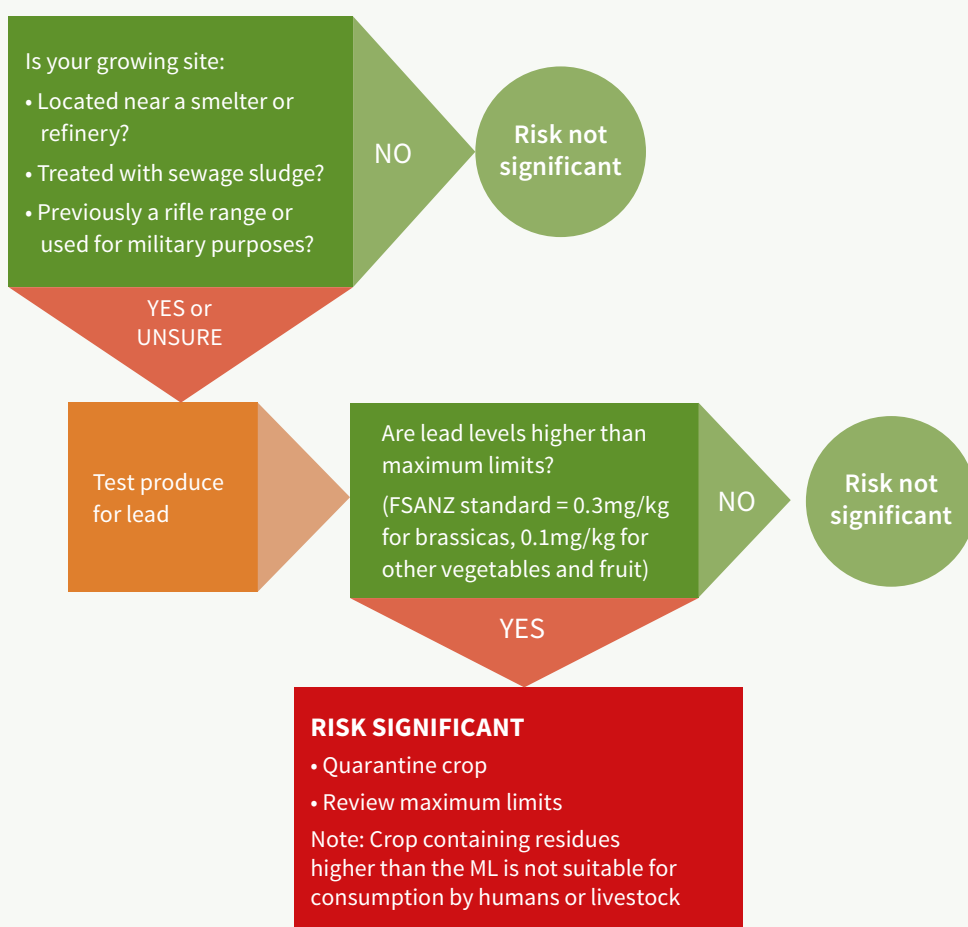 Is your growing site:
• Located near a smelter or
refinery?
• Treated with sewage sludge?
• Previously a rifle range or
used for military purposes?
NO
Risk not
significant
YES or
UNSURE
Test produce
for lead
Are lead levels higher than
maximum limits?
(FSANZ standard = 0.3mg/kg
for brassicas, 0.1mg/kg for
other vegetables and fruit)
NO
Risk not
significant
YES
RISK SIGNIFICANT
• Quarantine crop
• Review maximum limits
Note: Crop containing residues
higher than the ML is not suitable for
consumption by humans or livestock